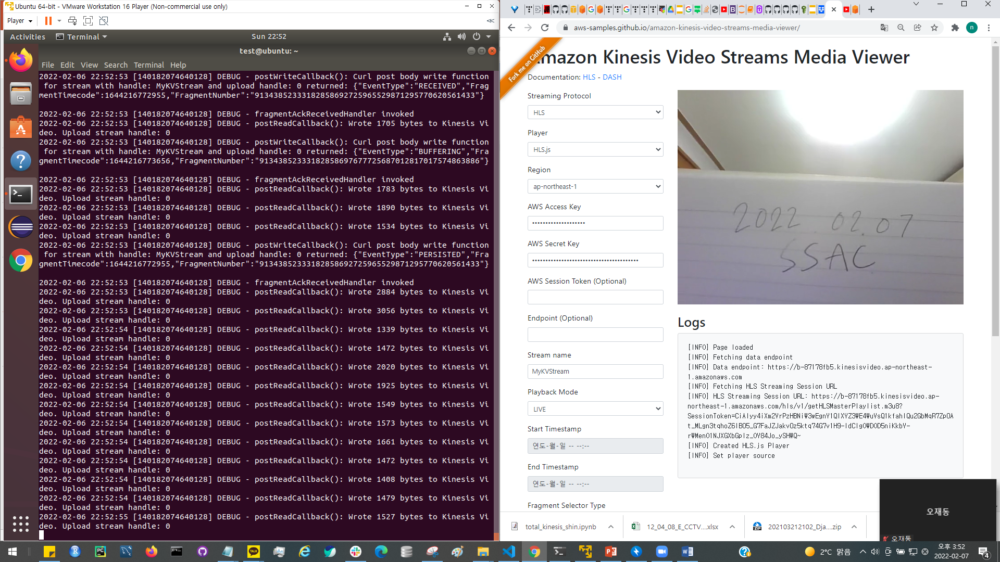 Ubuntu 64-bit - VMware Workstation 16 Player (Non-commercial use only)
Player
Activities
Terminal
Sun 22:52
test@ubuntu: ~
File Edit View Search Terminal Help
2022-02-06 22:52:53 [140182074640128] DEBUG - postWriteCallback(): Curl post body write function
for stream with handle: MyKVStream and upload handle: 0 returned: {"EventType":"RECEIVED","Frag
mentTimecode":1644216772955,"FragmentNumber":"91343852333182858692725965529871295770620561433"}
2022-02-06 22:52:53 [140182074640128] DEBUG - fragmentAckReceivedHandler invoked
2022-02-06 22:52:53 [140182074640128] DEBUG - postReadCallback(): Wrote 1705 bytes to Kinesis Vi
deo. Upload stream handle: 0
2022-02-06 22:52:53 [140182074640128] DEBUG - postWriteCallback(): Curl post body write function
for stream with handle: MyKVStream and upload handle: 0 returned: {"EventType":"BUFFERING","Fra
gmentTimecode":1644216773656,"FragmentNumber":"91343852333182858697677725687012817017574863886"}
2022-02-06 22:52:53 [140182074640128] DEBUG - fragmentAckReceivedHandler invoked
2022-02-06 22:52:53 [140182074640128] DEBUG - postReadCallback(): Wrote 1783 bytes to Kinesis Vi
deo. Upload stream handle: 0
2022-02-06 22:52:53 [140182074640128] DEBUG - postReadCallback(): Wrote 1890 bytes to Kinesis Vi
deo. Upload stream handle: 0
2022-02-06 22:52:53 [140182074640128] DEBUG - postReadCallback(): Wrote 1534 bytes to Kinesis Vi
deo. Upload stream handle: 0
2022-02-06 22:52:53 [140182074640128] DEBUG - postWriteCallback(): Curl post body write function
for stream with handle: MyKVStream and upload handle: 0 returned: {"EventType":"PERSISTED","Fra
gmentTimecode":1644216772955,"FragmentNumber":"91343852333182858692725965529871295770620561433"}
2022-02-06 22:52:53 [140182074640128] DEBUG - fragmentAckReceivedHandler invoked
2022-02-06 22:52:53 [140182074640128] DEBUG - postReadCallback(): Wrote 2884 bytes to Kinesis Vi
deo. Upload stream handle: 0
2022-02-06 22:52:53 [140182074640128] DEBUG - postReadCallback(): Wrote 3056 bytes to Kinesis Vi
deo. Upload stream handle: 0
2022-02-06 22:52:54 [140182074640128] DEBUG - postReadCallback(): Wrote 1339 bytes to Kinesis Vi
deo. Upload stream handle: 0
2022-02-06 22:52:54 [140182074640128] DEBUG - postReadCallback(): Wrote 1472 bytes to Kinesis Vi
deo. Upload stream handle: 0
2022-02-06 22:52:54 [140182074640128] DEBUG - postReadCallback(): Wrote 2020 bytes to Kinesis Vi
deo. Upload stream handle: 0
2022-02-06 22:52:54 [140182074640128] DEBUG - postReadCallback(): Wrote 1925 bytes to Kinesis Vi
deo. Upload stream handle: 0
2022-02-06 22:52:54 [140182074640128] DEBUG - postReadCallback(): Wrote 1549 bytes to Kinesis Vi
deo. Upload stream handle: 0
2022-02-06 22:52:54 [140182074640128] DEBUG - postReadCallback(): Wrote 1573 bytes to Kinesis Vi
deo. Upload stream handle: 0
2022-02-06 22:52:54 [140182074640128] DEBUG - postReadCallback(): Wrote 1661 bytes to Kinesis Vi
deo. Upload stream handle: 0
2022-02-06 22:52:54 [140182074640128] DEBUG - postReadCallback(): Wrote 1472 bytes to Kinesis Vi
deo. Upload stream handle: 0
2022-02-06 22:52:54 [140182074640128] DEBUG - postReadCallback(): Wrote 1408 bytes to Kinesis Vi
deo. Upload stream handle: 0
2022-02-06 22:52:54 [140182074640128] DEBUG - postReadCallback(): Wrote 1479 bytes to Kinesis Vi
deo. Upload stream handle: 0
2022-02-06 22:52:55 [140182074640128] DEBUG - postReadCallback(): Wrote 1527 bytes to Kinesis Vi
deo. Upload stream handle: 0
aws-samples.github.io/amazon-kinesis-video-streams-media-viewer/
n
Fork me on GitHub
mazon Kinesis Video Streams Media Viewer
Documentation: HLS - DASH
Streaming Protocol
HLS
Player
HLS.js
Region
ap-northeast-1
AWS Access Key
AWS Secret Key
AWS Session Token (Optional)
Endpoint (Optional)
Stream name
MyKVStream
Playback Mode
LIVE
Start Timestamp
연도-월-일 -- --:--
End Timestamp
연도-월-일 -- --:--
Fragment Selector Type
2022.02.07
SSAC
Logs
[INFO] Page loaded
[INFO] Fetching data endpoint
[INFO] Data endpoint: https://b-87178fb5.kinesisvideo.ap-northeast-
1.amazonaws.com
[INFO] Fetching HLS Streaming Session URL
[INFO] HLS Streaming Session URL: https://b-87178fb5.kinesisvideo.ap-
northeast-1.amazonaws.com/hls/v1/getHLSMasterPlaylist.m3u8?
[INFO] Created HLS.js Player
[INFO] Set player source
오재동
오재동
total_kinesis_shin.ipynb
12_04_08_E_CCTV....xlsx
202103212102_Dja....zip
2°C 맑음
오후 3:52
2022-02-07
4